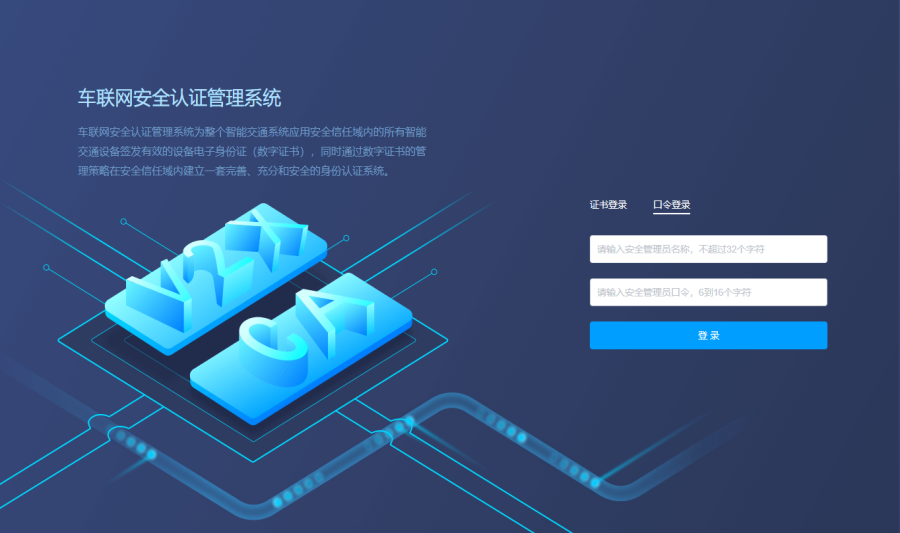 车联网安全认证管理系统
车联网安全认证管理系统为整个智能交通系统应用安全信任域内的所有智能
交通设备签发有效的设备电子身份证（数字证书），同时通过数字证书的管
理策略在安全信任域内建立一套完善、充分和安全的身份认证系统。
证书登录 口令登录
请输入安全管理员名称，不超过32个字符
请输入安全管理员口令，6到16个字符
登 录
V2X
CA